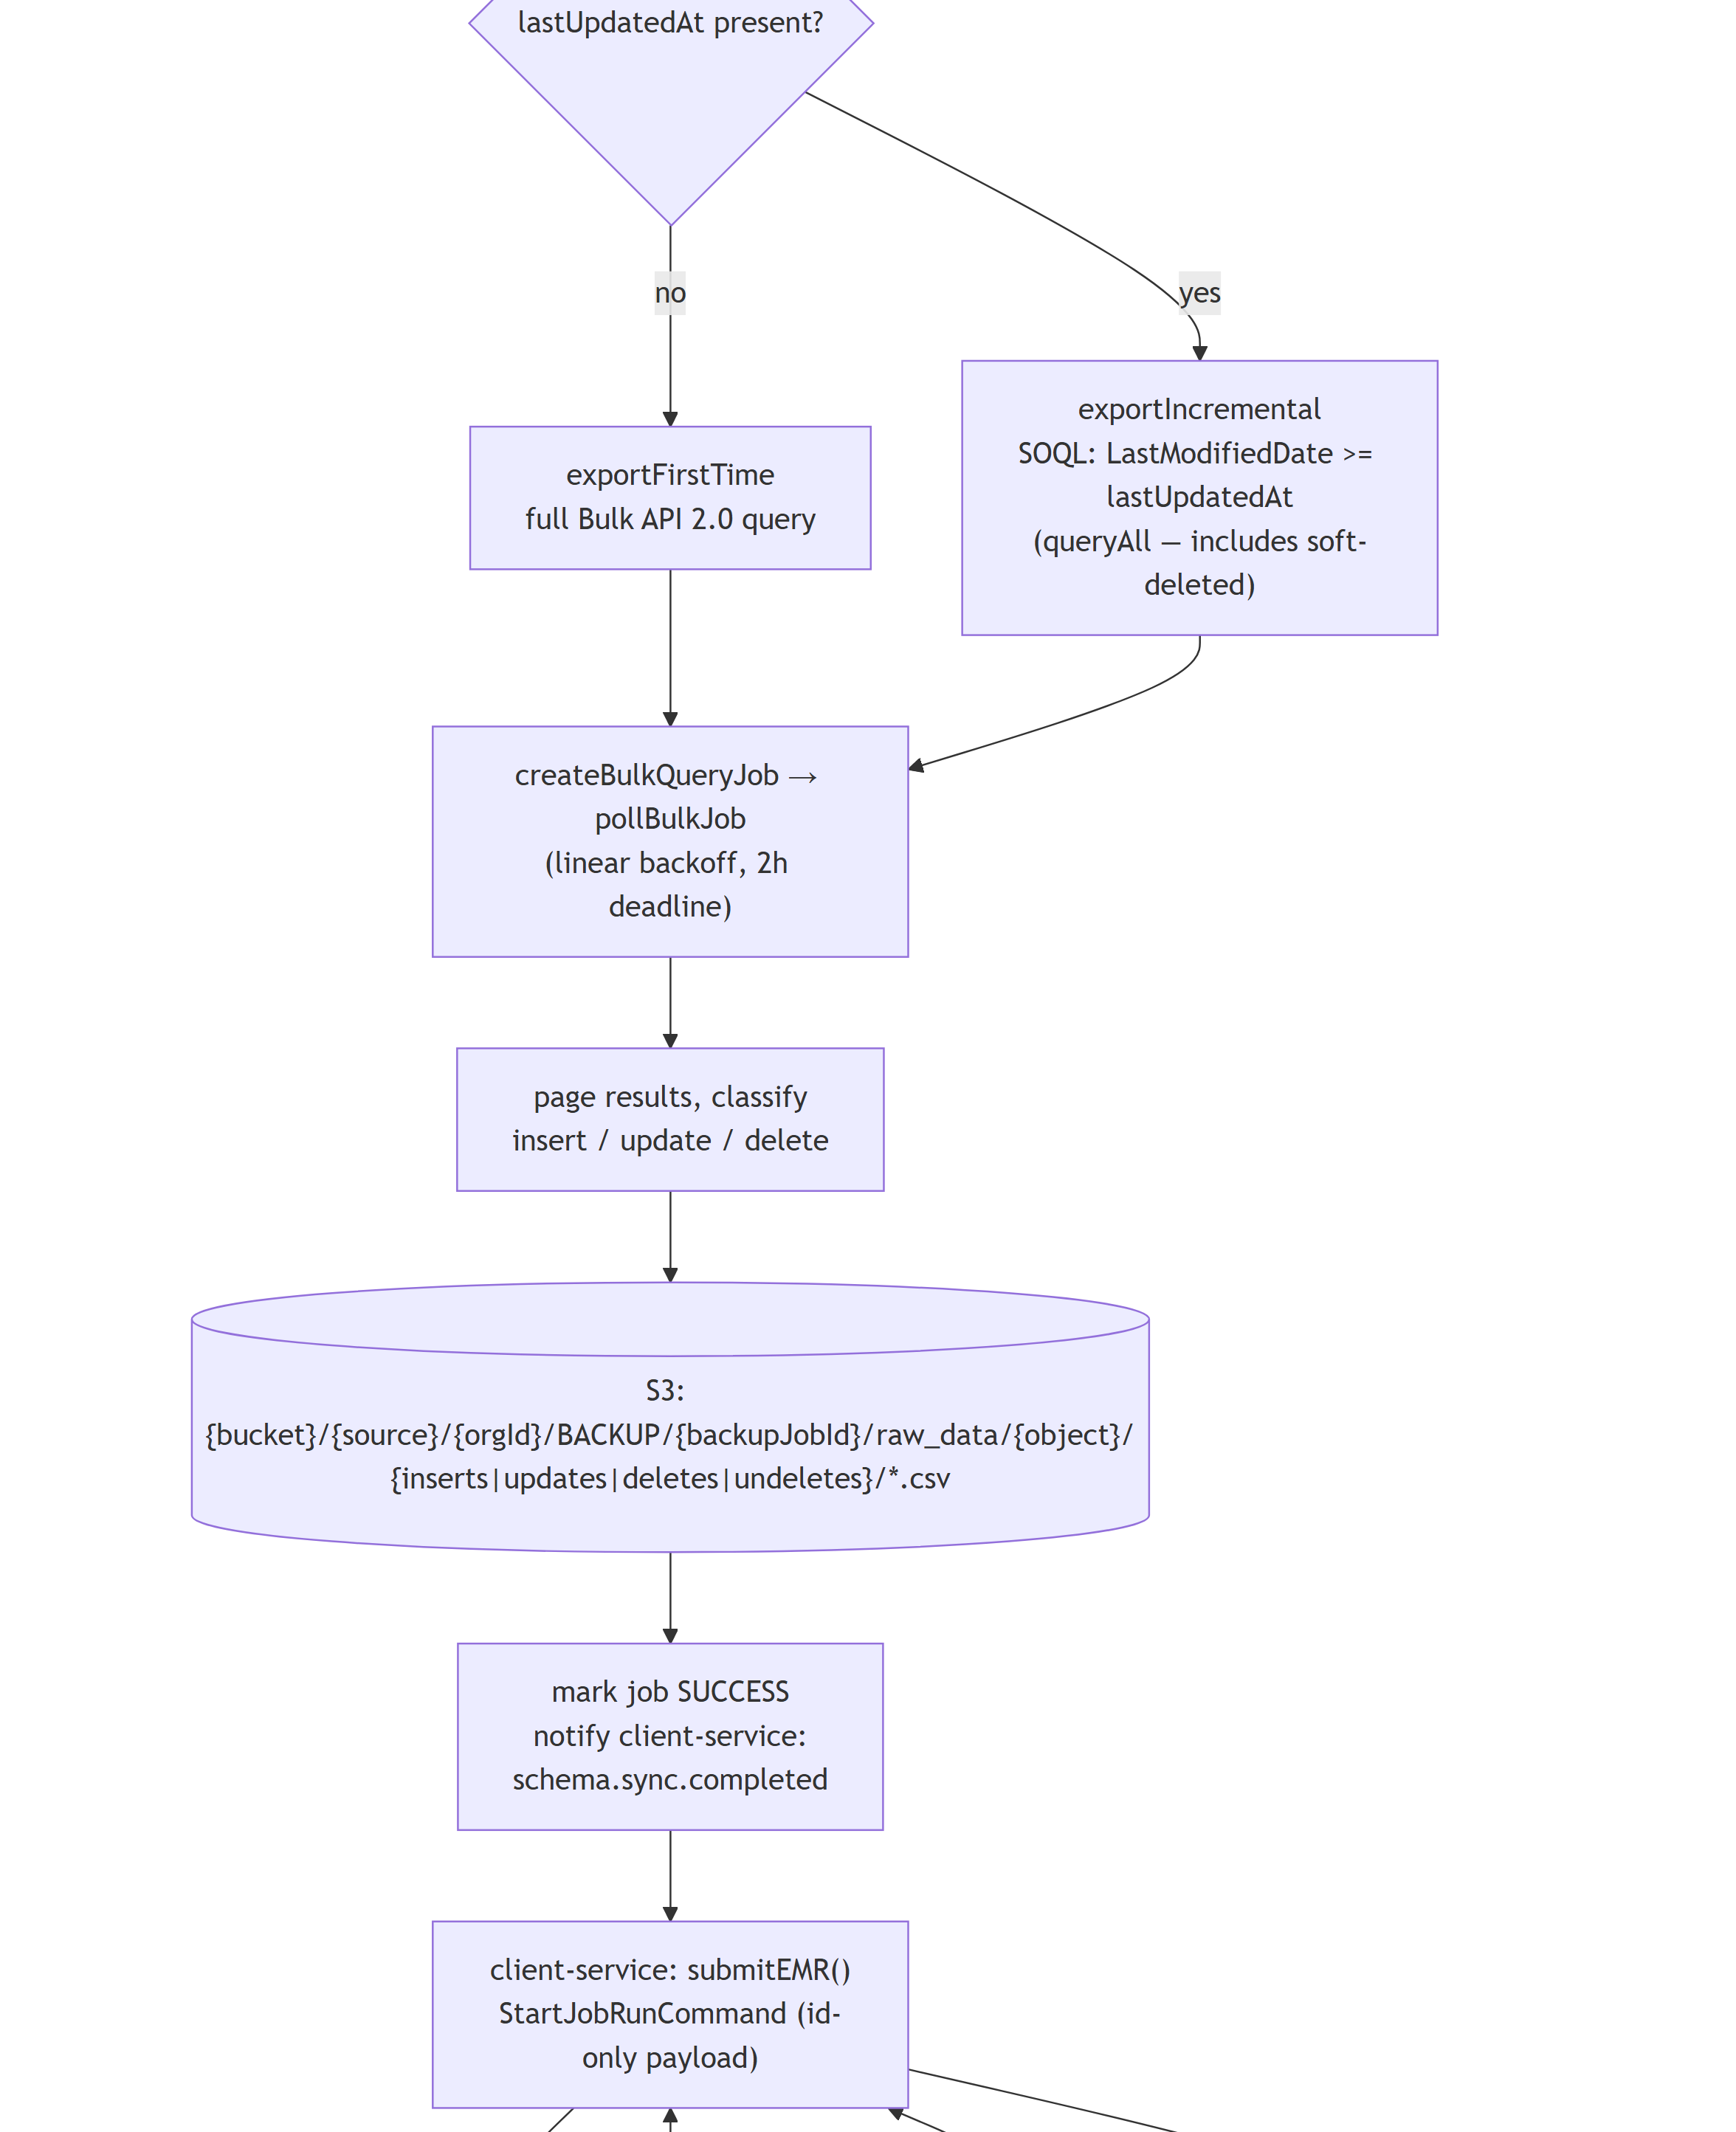 lastUpdatedAt present?
no
yes
exportIncremental
SOQL: LastModifiedDate >=
lastUpdatedAt
(queryAll — includes soft-
deleted)
exportFirstTime
full Bulk API 2.0 query
createBulkQueryJob →
pollBulkJob
(linear backoff, 2h
deadline)
page results, classify
insert / update / delete
S3:
{bucket}/{source}/{orgId}/BACKUP/{backupJobId}/raw_data/{object}/
{inserts|updates|deletes|undeletes}/*.csv
mark job SUCCESS
notify client-service:
schema.sync.completed
client-service: submitEMR()
StartJobRunCommand (id-
only payload)